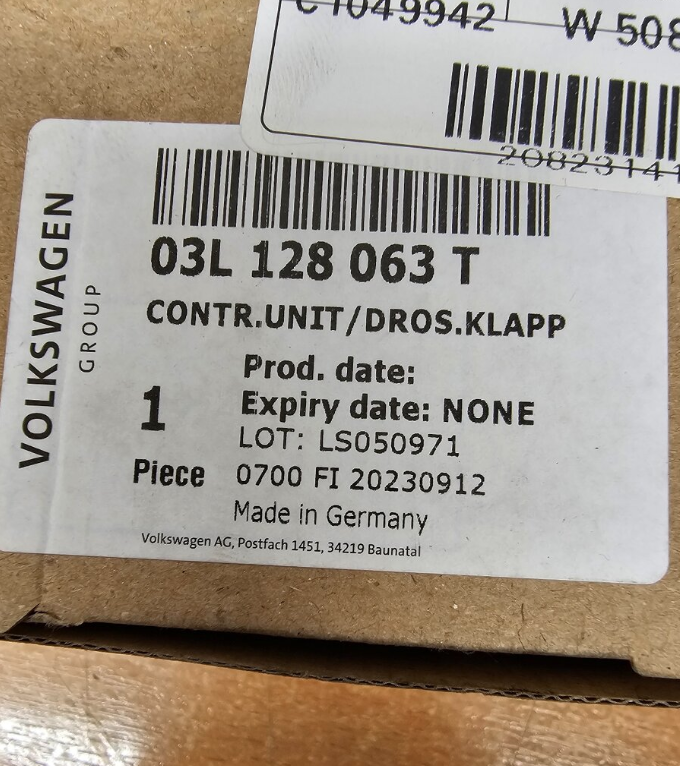 C1049942 W 508
20823141
VOLKSWAGEN
GROUP
03L 128 063 T
CONTR.UNIT/DROS.KLAPP
Prod. date:
1 Expiry date: NONE
LOT: LS050971
Piece 0700 FI 20230912
Made in Germany
Volkswagen AG, Postfach 1451, 34219 Baunatal